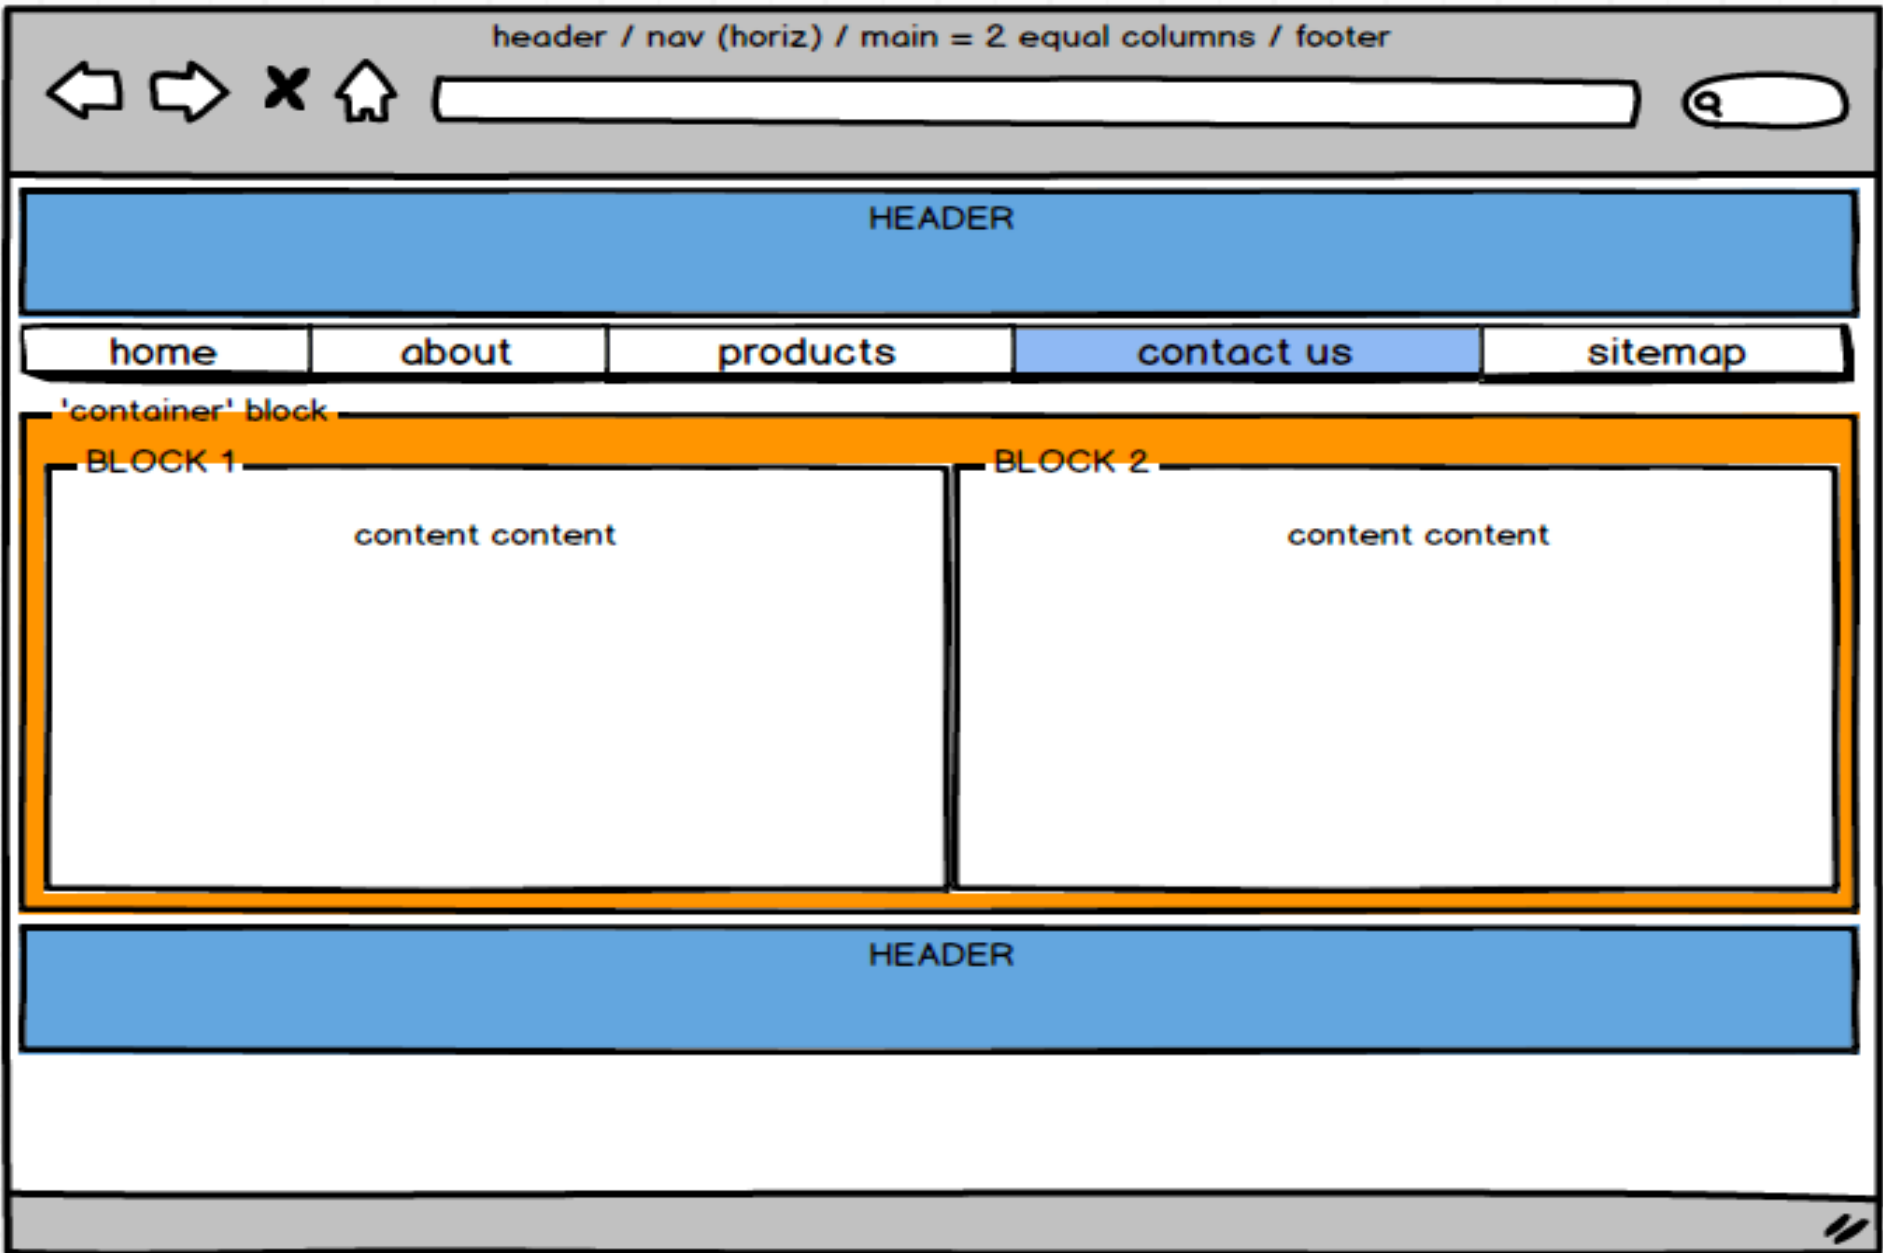 header / nav (horiz) / main = 2 equal columns / footer
HEADER
home about products contact us sitemap
'container' block
BLOCK 1 BLOCK 2
content content content content
HEADER